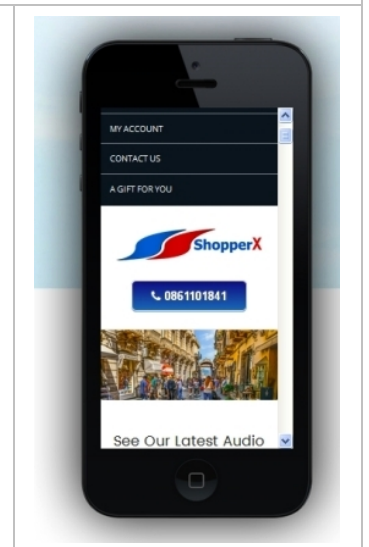 MY ACCOUNT
CONTACT US
A GIFT FOR YOU
ShopperX
0861101841
See Our Latest Audio